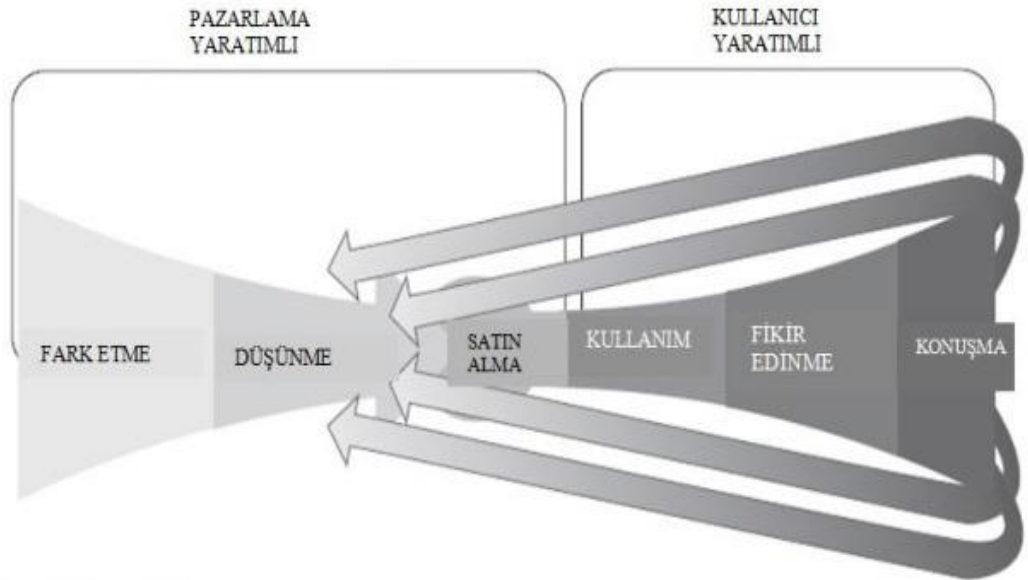 PAZARLAMA
YARATIMLI
KULLANICI
YARATIMLI
FARK ETME
DÜŞÜNME
SATIN
ALMA
KULLANIM
FİKİR
EDİNME
KONUŞMA